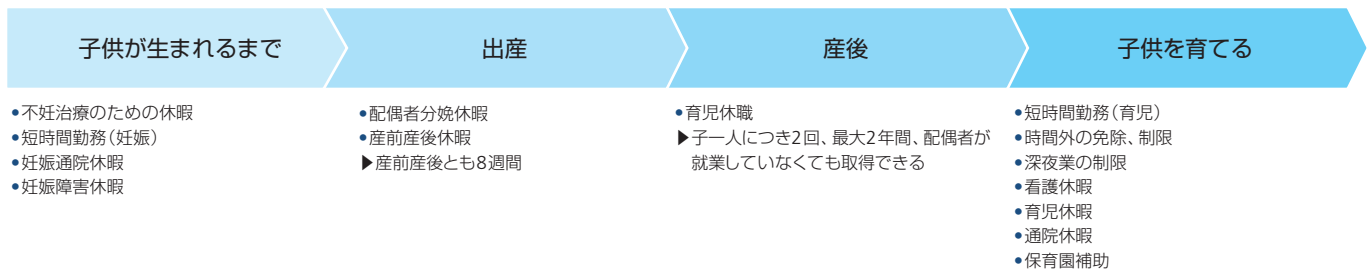 子供が生まれるまで
出産
産後
子供を育てる
•不妊治療のための休暇
•短時間勤務(妊娠)
•妊娠通院休暇
•妊娠障害休暇
•配偶者分娩休暇
•産前産後休暇
▶産前産後とも8週間
•育児休職
▶子一人につき2回、最大2年間、配偶者が
就業していなくても取得できる
•短時間勤務(育児)
•時間外の免除、制限
•深夜業の制限
•看護休暇
•育児休暇
•通院休暇
•保育園補助